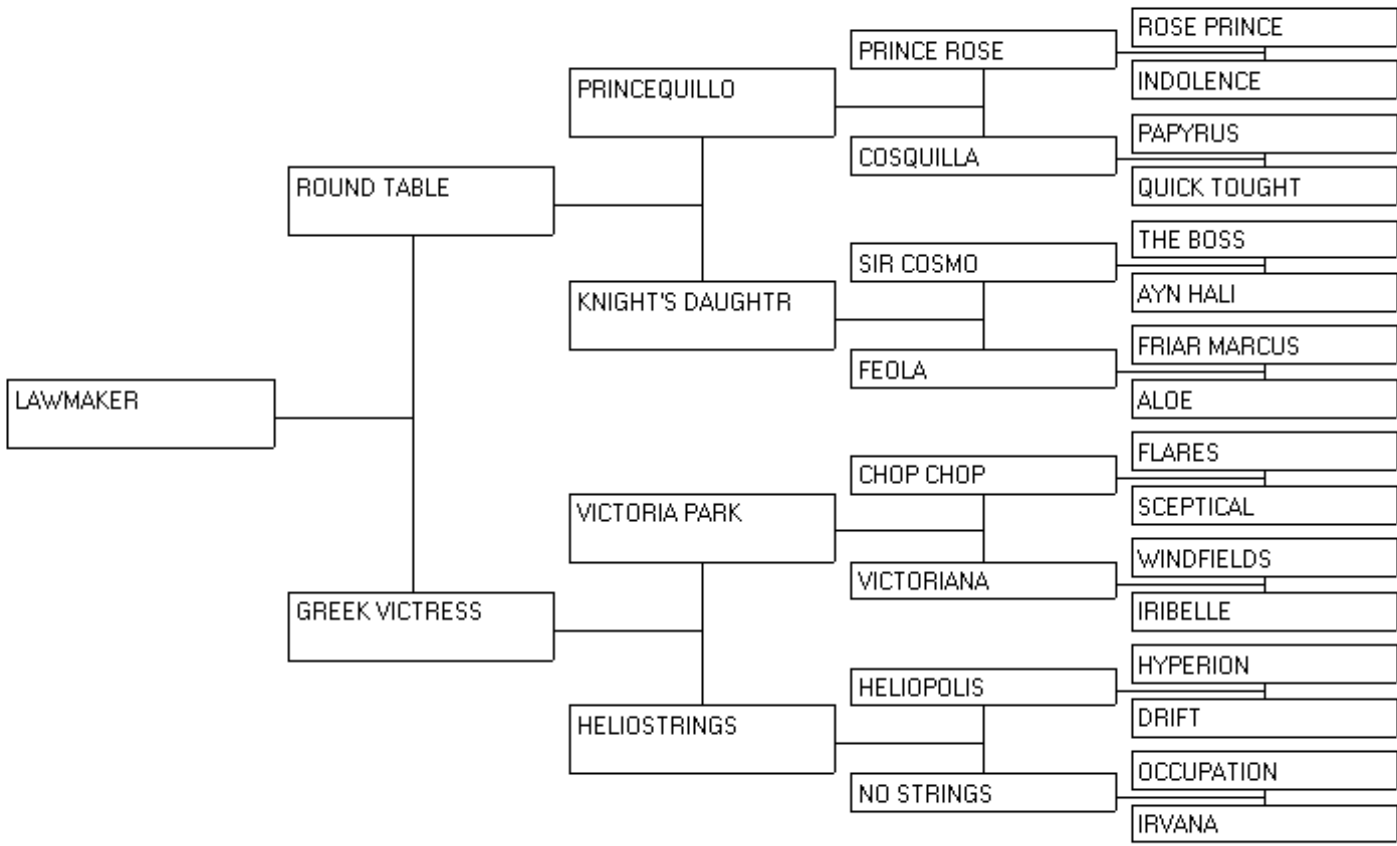 ROSE PRINCE
PRINCE ROSE
INDOLENCE
PRINCEQUILLO
PAPYRUS
COSQUILLA
QUICK TOUGHT
ROUND TABLE
THE BOSS
SIR COSMO
AYN HALI
KNIGHT'S DAUGHTR
FRIAR MARCUS
FEOLA
ALOE
LAWMAKER
FLARES
CHOP CHOP
SCEPTICAL
VICTORIA PARK
WINDFIELDS
VICTORIANA
IRIBELLE
GREEK VICTRESS
HYPERION
HELIOPOLIS
DRIFT
HELIOSTRINGS
OCCUPATION
NO STRINGS
IRVANA